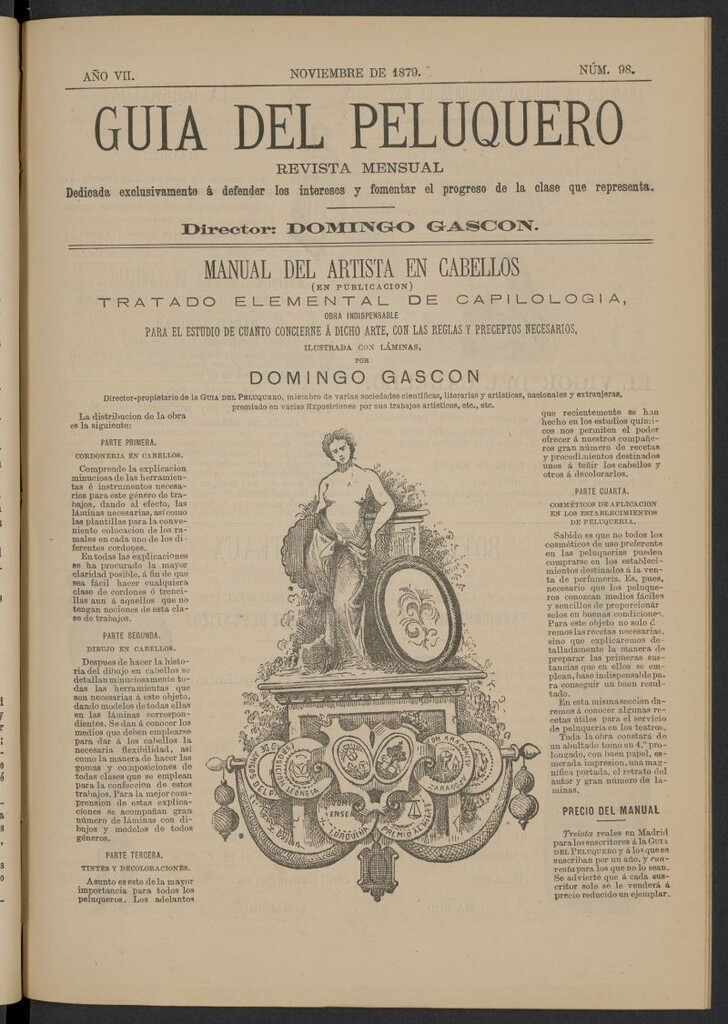 AÑO VII.
NOVIEMBRE DE 1879.
NÚM. 98.
GUIA DEL PELUQUERO
REVISTA MENSUAL
Dedicada exclusivamente á defender los intereses y fomentar el progreso de la clase que representa.
Director: DOMINGO GASCON.
MANUAL DEL ARTISTA EN CABELLOS
(EN PUBLICACION)
TRATADO ELEMENTAL DE CAPILOLOGIA,
OBRA INDISPENSABLE
PARA EL ESTUDIO DE CUANTO CONCIERNE Á DICHO ARTE, CON LAS REGLAS Y PRECEPTOS NECESARIOS,
ILUSTRADA CON LÁMINAS,
POR
DOMINGO GASCON
Director-propietario de la GUIA DEL PELUQUERO, miembro de varias sociedades científicas, literarias y artísticas, nacionales y extranjeras,
premiado en varias Exposiciones por sus trabajos artísticos, etc., etc.
La distribucion de la obra
es la siguiente:
PARTE PRIMERA.
CORDONERIA EN CABELLOS.
Comprende la explicacion
minuciosa de las herramien-
tas é instrumentos necesa-
rios para este género de tra-
bajos, dando al efecto, las
láminas necesarias, así como
las plantillas para la conve-
niente colocacion de los ra-
males en cada uno de los di-
ferentes cordones.
En todas las explicaciones
se ha procurado la mayor
claridad posible, á fin de que
sea fácil hacer cualquiera
clase de cordones ó trenci-
llas aun á aquellos que no
tengan nociones de esta cla-
se de trabajos.
PARTE SEGUNDA.
DIBUJO EN CABELLOS.
Despues de hacer la histo-
ria del dibujo en cabellos se
detallan minuciosamente to-
das las herramientas que
son necesarias á este objeto,
dando modelos de todas ellas
en las láminas correspon-
dientes. Se dan á conocer los
medios que deben emplearse
para dar á los cabellos la
necesaria flexibilidad, así
como la manera de hacer las
gomas y composiciones de
todas clases que se emplean
para la confeccion de estos
trabajos. Para la mejor com-
prension de estas explica-
ciones se acompañan gran
número de láminas con di-
bujos y modelos de todos
géneros.
PARTE TERCERA.
TINTES Y DECOLORACIONES.
Asunto es este de la mayor
importancia para todos los
peluqueros. Los adelantos
ZARAGOZA
LEONESA
PREMIO AL
que recientemente se han
hecho en los estudios quími-
cos nos permiten el poder
ofrecer á nuestros compañe-
ros gran número de recetas
y procedimientos destinados
unos á teñir los cabellos y
otros á decolorarlos.
PARTE CUARTA.
COSMÉTICOS DE APLICACION
EN LOS ESTABLECIMIENTOS
DE PELUQUERIA.
Sabido es que no todos los
cosméticos de uso preferente
en las peluquerias pueden
comprarse en los estableci-
mientos destinados á la ven-
ta de perfumería. Es, pues,
necesario que los peluque-
ros conozcan medios fáciles
y sencillos de proporcionár
selos en buenas condiciones.
Para este objeto no solo d
remos las recetas necesarias,
sino que explicaremos de-
talladamente la manera de
preparar las primeras sus-
tancias que en ellos se em-
plean, base indispensable pa-
ra conseguir un buen resul-
tado.
En esta misma seccion da-
rémos á conocer algunas re-
cetas útiles para el servicio
de peluquería en los teatros.
Toda la obra constará de
un abultado tomo en 4.º pro-
longado, con buen papel, es-
merada impresion, una mag-
nífica portada, el retrato del
autor y gran número de lá-
minas.
PRECIO DEL MANUAL
Treinta reales en Madrid
para los suscritores á la GUIA
DEL PELUQUERO y á los que se
suscriban por un año, y cua-
renta para los que no lo sean.
Se advierte que á cada sus-
critor solo se le venderá á
precio reducido un ejemplar.